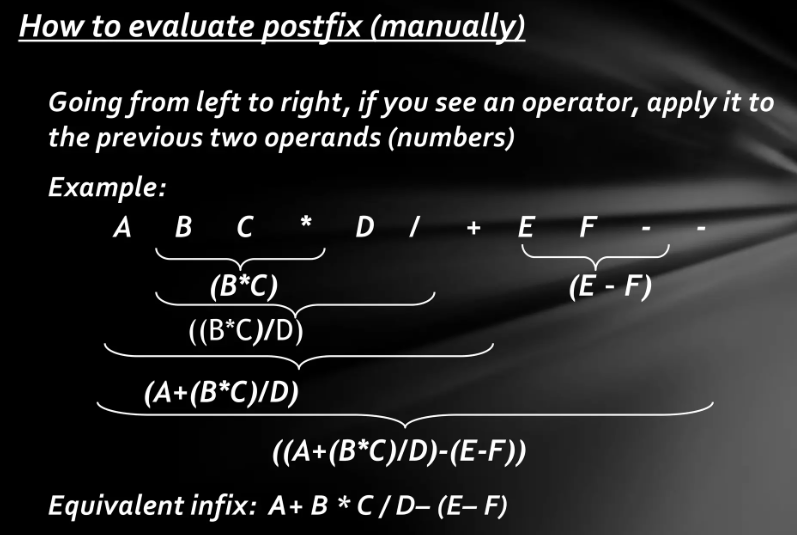 How to evaluate postfix (manually)
Going from left to right, if you see an operator, apply it to
the previous two operands (numbers)
Example:
A B C * D / + E F - -
(B*C) (E - F)
((B*C)/D)
(A+(B*C)/D)
((A+(B*C)/D)-(E-F))
Equivalent infix: A+ B * C / D– (E– F)